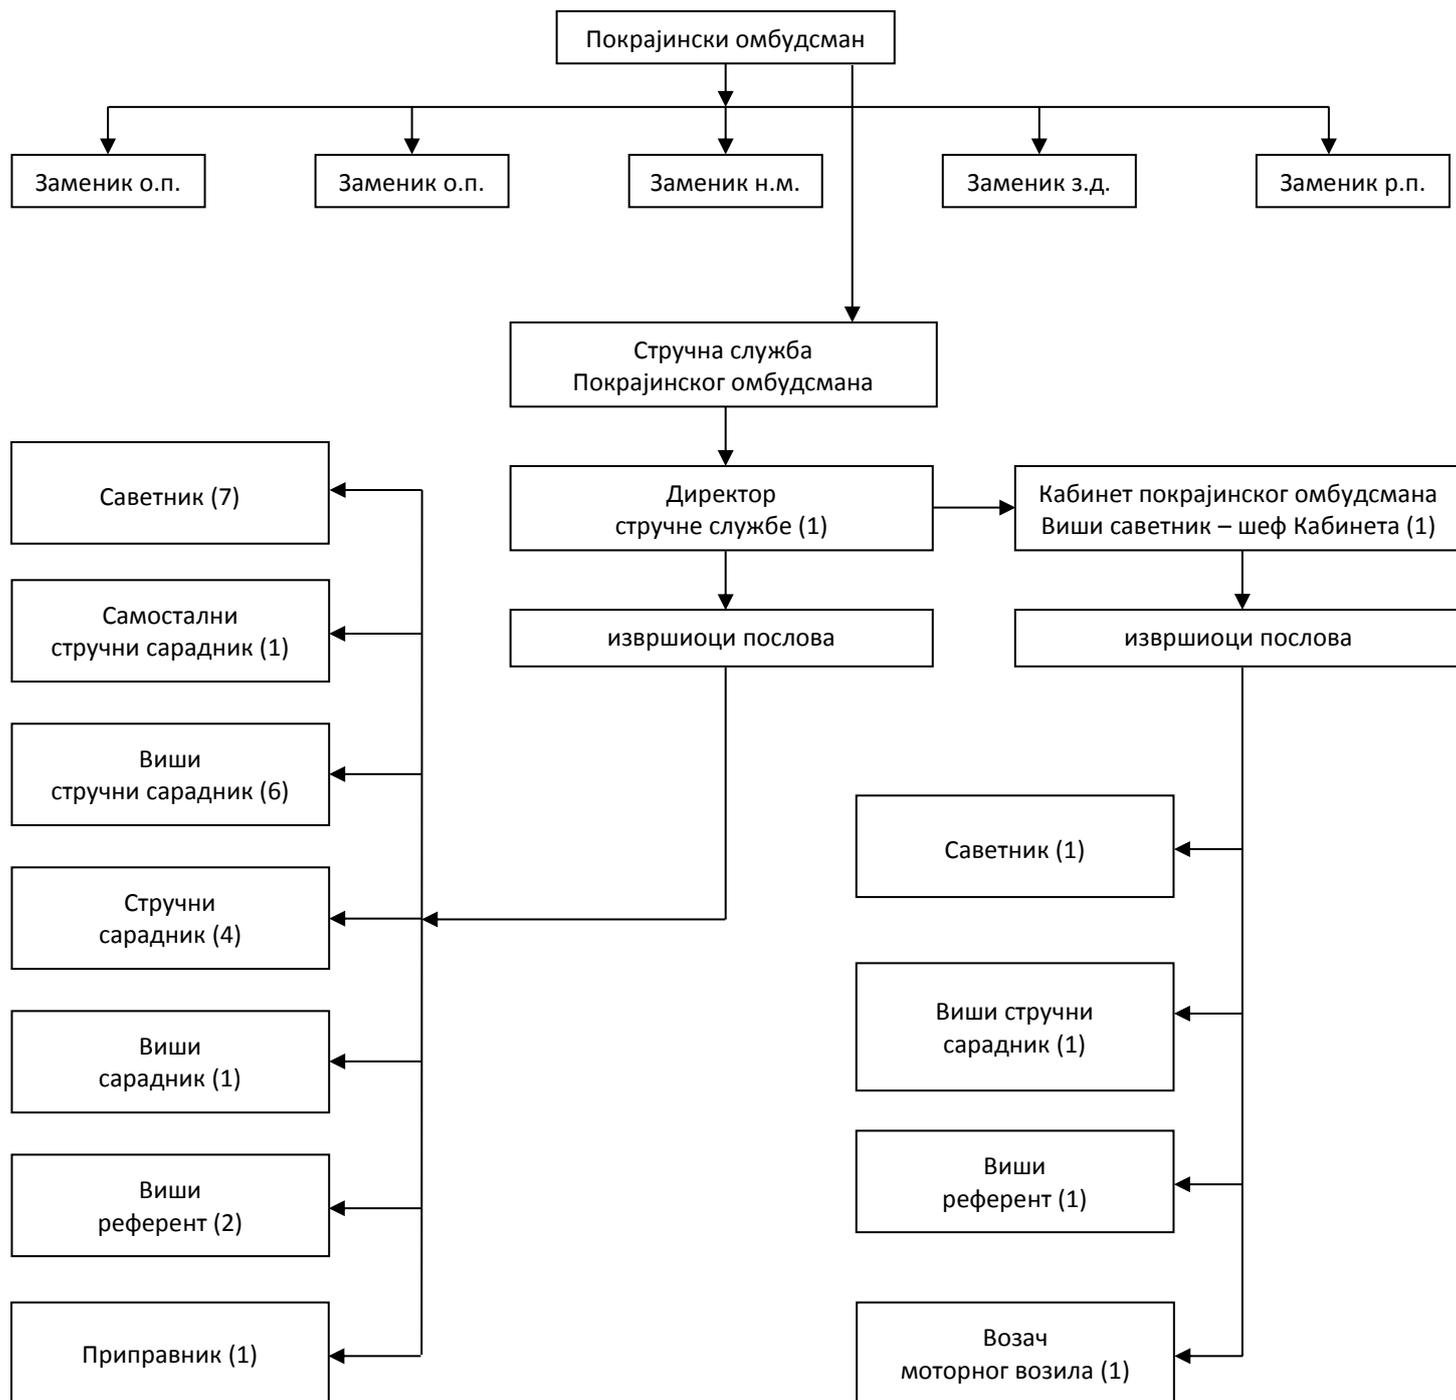 Покрајински омбудсман
Заменик о.п.
Заменик о.п.
Заменик н.м.
Заменик з.д.
Заменик р.п.
Стручна служба
Покрајинског омбудсмана
Директор
стручне службе (1)
Кабинет покрајинског омбудсмана
Виши саветник – шеф Кабинета (1)
извршиоци послова
извршиоци послова
Саветник (7)
Самостални
стручни сарадник (1)
Виши
стручни сарадник (6)
Стручни
сарадник (4)
Виши
сарадник (1)
Виши
референт (2)
Приправник (1)
Саветник (1)
Виши стручни
сарадник (1)
Виши
референт (1)
Возач
моторног возила (1)